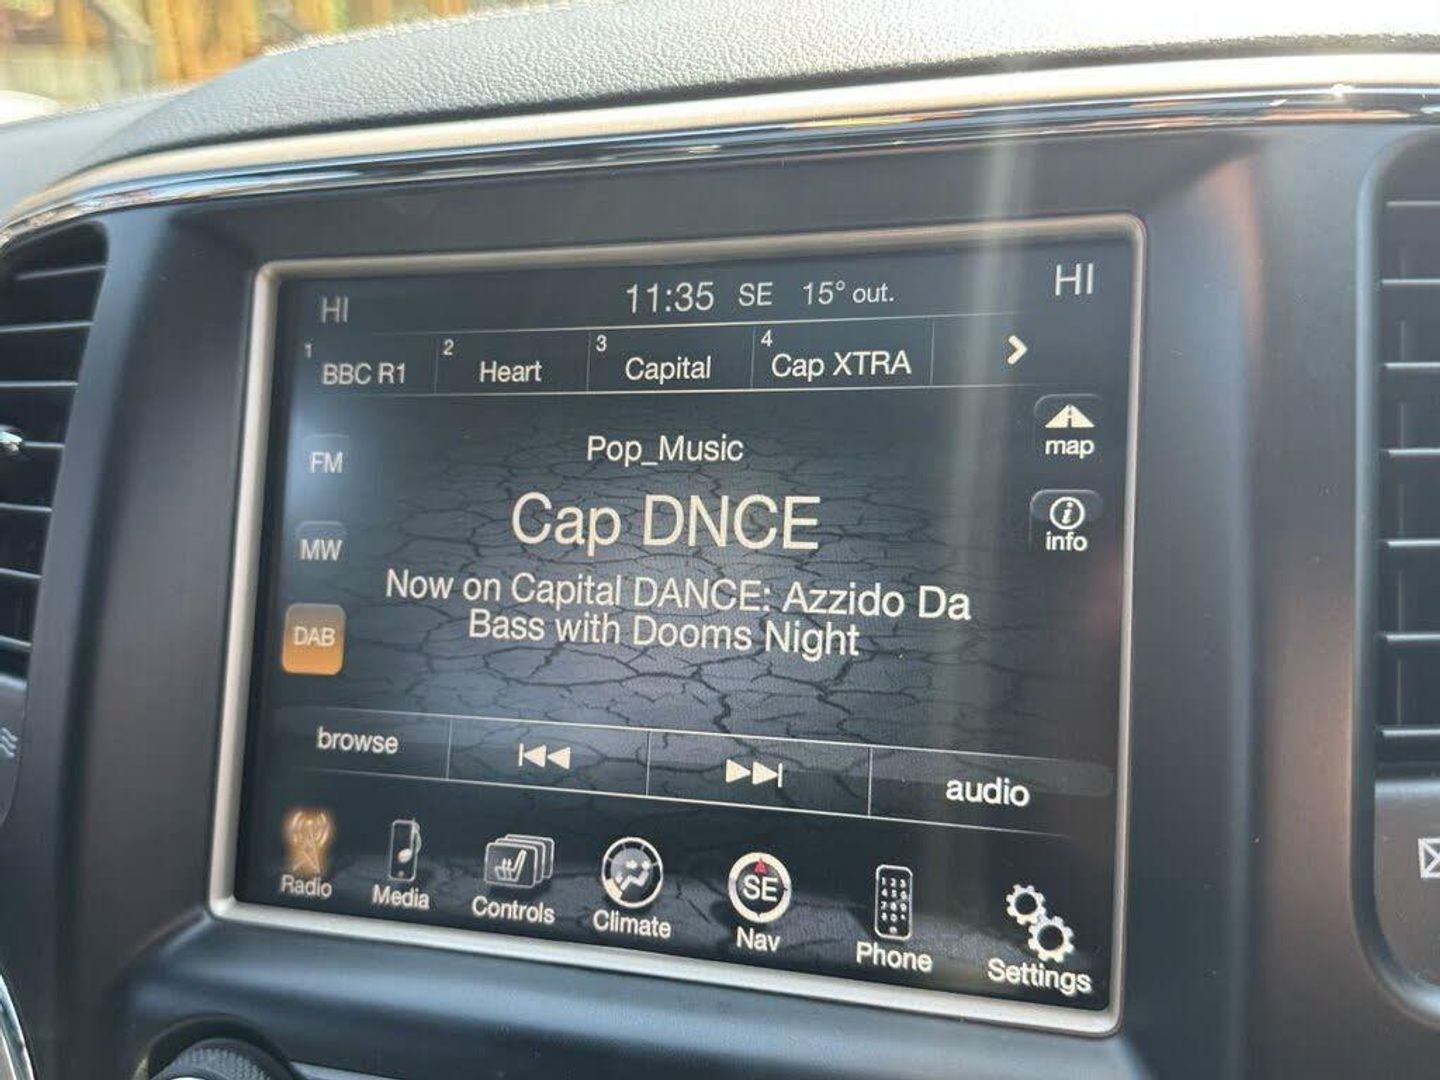 HI 11:35 SE 15° out. HI
1 BBC R1 2 Heart 3 Capital 4 Cap XTRA
FM
MW
DAB
Pop_Music
Cap DNCE
Now on Capital DANCE: Azzido Da
Bass with Dooms Night
map
info
browse audio
Radio Media Controls Climate SE Nav Phone Settings